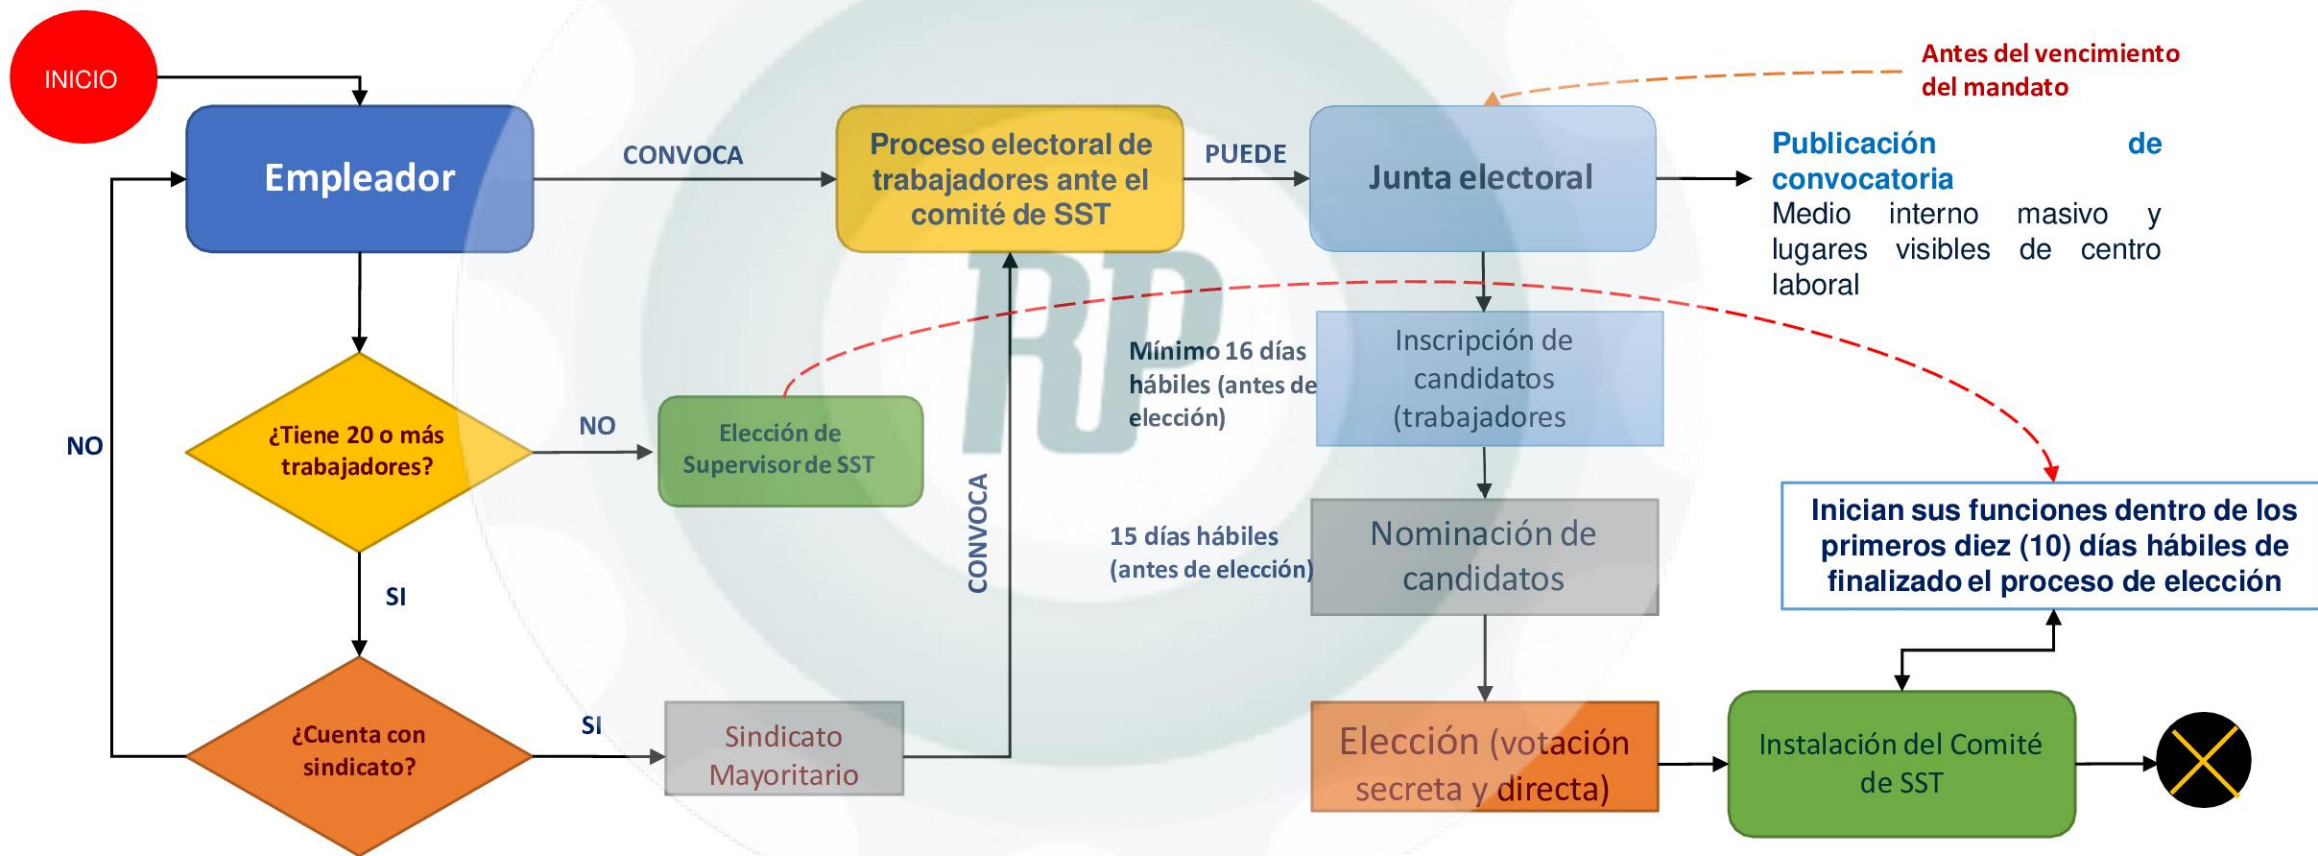 INICIO
Antes del vencimiento
del mandato
Empleador
CONVOCA
Proceso electoral de
trabajadores ante el
comité de SST
PUEDE
Junta electoral
Publicación de
convocatoria
Medio interno masivo y
lugares visibles de centro
laboral
RP
Mínimo 16 días
hábiles (antes de
elección)
Inscripción de
candidatos
(trabajadores
NO
¿Tiene 20 o más
trabajadores?
NO
Elección de
Supervisor de SST
CONVOCA
15 días hábiles
(antes de elección)
Nominación de
candidatos
Inician sus funciones dentro de los
primeros diez (10) días hábiles de
finalizado el proceso de elección
SI
¿Cuenta con
sindicato?
SI
Sindicato
Mayoritario
Elección (votación
secreta y directa)
Instalación del Comité
de SST